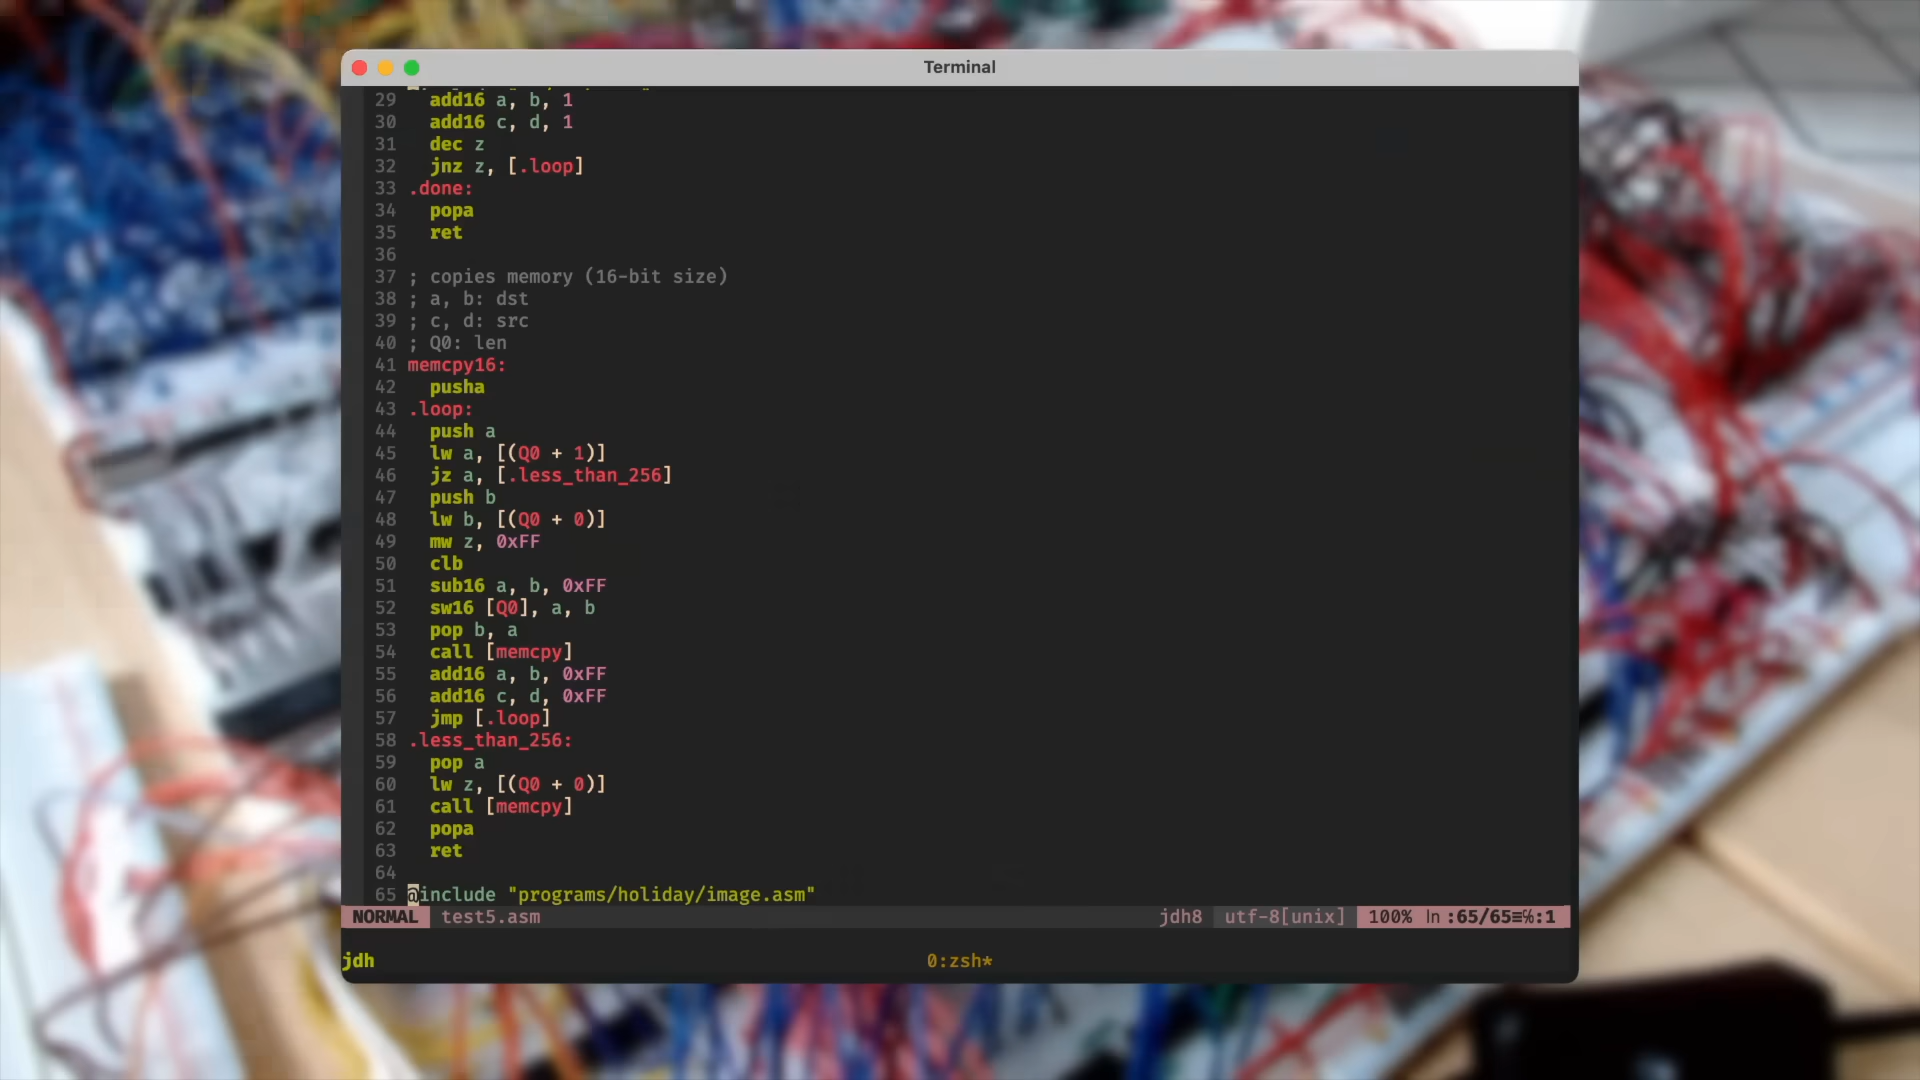 Terminal
29 add16 a, b, 1
30 add16 c, d, 1
31 dec z
32 jnz z, [.loop]
33 .done:
34 popa
35 ret
36
37 ; copies memory (16-bit size)
38 ; a, b: dst
39 ; c, d: src
40 ; Q0: len
41 memcpy16:
42 pusha
43 .loop:
44 push a
45 lw a, [(Q0 + 1)]
46 jz a, [.less_than_256]
47 push b
48 lw b, [(Q0 + 0)]
49 mw z, 0xFF
50 clb
51 sub16 a, b, 0xFF
52 sw16 [Q0], a, b
53 pop b, a
54 call [memcpy]
55 add16 a, b, 0xFF
56 add16 c, d, 0xFF
57 jmp [.loop]
58 .less_than_256:
59 pop a
60 lw z, [(Q0 + 0)]
61 call [memcpy]
62 popa
63 ret
64
65 @include "programs/holiday/image.asm"
NORMAL test5.asm jdh8 utf-8[unix] 100% ln :65/65≡℅:1
jdh 0:zsh*